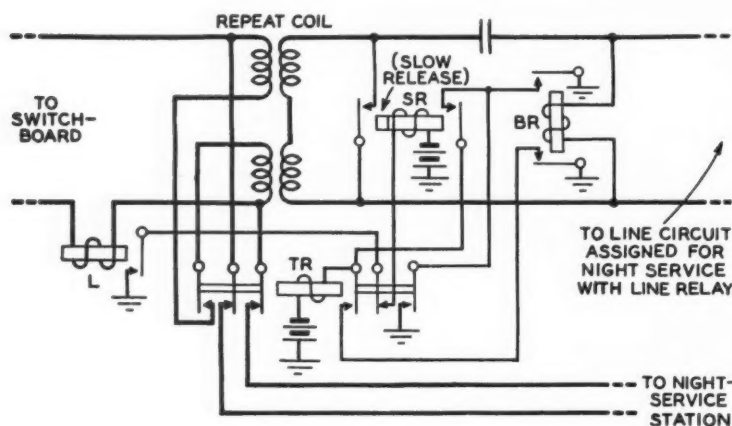 REPEAT COIL
(SLOW
RELEASE)
SR
BR
TO
SWITCH-
BOARD
L
TR
TO LINE CIRCUIT
ASSIGNED FOR
NIGHT SERVICE
WITH LINE RELAY
TO NIGHT-
SERVICE
STATION